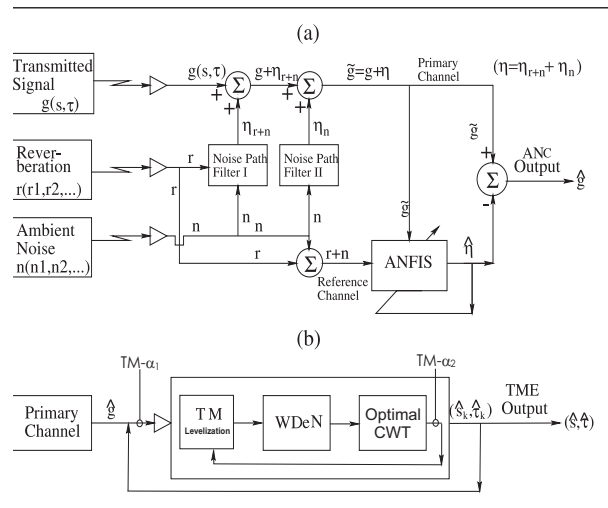 (a)
Transmitted
Signal
g(s,τ)
g(s,τ)
Σ
+
+
g+η_{r+n}
Σ
+
+
g̃=g+η
Primary
Channel
(η=η_{r+n}+ η_n)
η_{r+n}
η_n
g̃
g̃
Rever-
beration
r(r1,r2,...)
r
r
Noise Path
Filter I
Noise Path
Filter II
+
Σ
-
ANC
Output
ĝ
Ambient
Noise
n(n1,n2,...)
n
n
n
n
r
Σ
r+n
Reference
Channel
ANFIS
η̂
(b)
TM-α₁
TM-α₂
Primary
Channel
ĝ
TM
Levelization
WDeN
Optimal
CWT
(ŝ_k,τ̂_k)
TME
Output
(ŝ,τ̂)